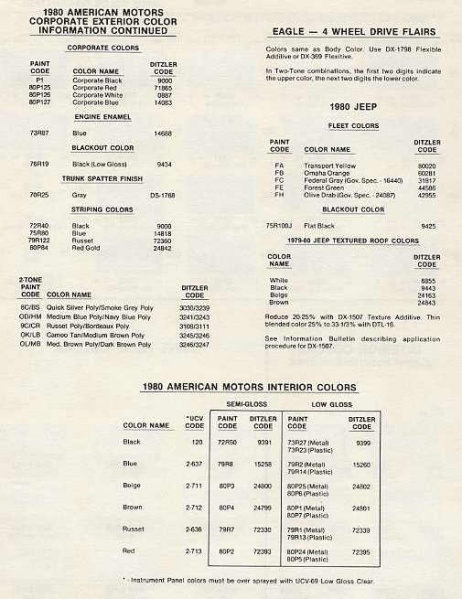 1980 AMERICAN MOTORS
CORPORATE EXTERIOR COLOR
INFORMATION CONTINUED
CORPORATE COLORS
PAINT CODE COLOR NAME DITZLER CODE
P1 Corporate Black 9000
80P125 Corporate Red 71865
80P126 Corporate White 9887
80P127 Corporate Blue 14083
ENGINE ENAMEL
73R87 Blue 14688
BLACKOUT COLOR
76R19 Black (Low Gloss) 9434
TRUNK SPATTER FINISH
70R25 Gray DS-1768
STRIPING COLORS
72R40 Black 9000
75R80 Blue 14818
79R122 Russet 72360
80P84 Red Gold 24842
2-TONE PAINT CODE COLOR NAME DITZLER CODE
8C/BS Quick Silver Poly/Smoke Grey Poly 3038/3239
OD/HM Medium Blue Poly/Navy Blue Poly 3241/3243
9C/CR Russet Poly/Bordeaux Poly 3108/3111
OK/LB Cameo Tan/Medium Brown Poly 3245/3246
OL/MB Med. Brown Poly/Dark Brown Poly 3246/3247
EAGLE — 4 WHEEL DRIVE FLAIRS
Colors same as Body Color. Use DX-1798 Flexible
Additive or DX-369 Flexitive.
In Two-Tone combinations, the first two digits indicate
the upper color, the next two digits the lower color.
1980 JEEP
FLEET COLORS
PAINT CODE COLOR NAME DITZLER CODE
FA Transport Yellow 80020
FB Omaha Orange 60281
FC Federal Gray (Gov. Spec. - 16440) 31917
FE Forest Green 44586
FH Olive Drab (Gov. Spec. - 24087) 42955
BLACKOUT COLOR
75R100J Flat Black 9425
1979-80 JEEP TEXTURED ROOF COLORS
COLOR NAME DITZLER CODE
White 8855
Black 9443
Beige 24163
Brown 24843
Reduce 20-25% with DX-1507 Texture Additive. Thin
blended color 25% to 33-1/3% with DTL-16.
See Information Bulletin describing application
procedure for DX-1507.
1980 AMERICAN MOTORS INTERIOR COLORS
SEMI-GLOSS LOW GLOSS
COLOR NAME *UCV CODE PAINT CODE DITZLER CODE PAINT CODE DITZLER CODE
Black 120 72R50 9391 73R27 (Metal) 9399
73R23 (Plastic)
Blue 2-637 79R8 15258 79R2 (Metal) 15260
79R14 (Plastic)
Beige 2-711 80P3 24800 80P25 (Metal) 24802
80P6 (Plastic)
Brown 2-712 80P4 24799 80P1 (Metal) 24801
80P7 (Plastic)
Russet 2-636 79R7 72330 79R1 (Metal) 72339
79R13 (Plastic)
Red 2-713 80P2 72393 80P24 (Metal) 72395
80P5 (Plastic)
* - Instrument Panel colors must be over sprayed with UCV-69 Low Gloss Clear.